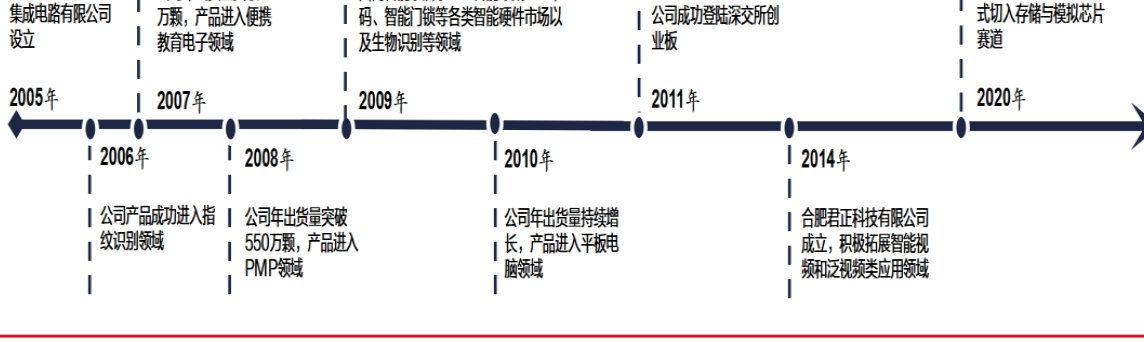 集成电路有限公司
设立
2005年
万颗，产品进入便携
教育电子领域
2007年
码、智能门锁等各类智能硬件市场以
及生物识别等领域
2009年
公司成功登陆深交所创
业板
2011年
式切入存储与模拟芯片
赛道
2020年
2006年
公司产品成功进入指
纹识别领域
2008年
公司年出货量突破
550万颗，产品进入
PMP领域
2010年
公司年出货量持续增
长，产品进入平板电
脑领域
2014年
合肥君正科技有限公司
成立，积极拓展智能视
频和泛视频类应用领域